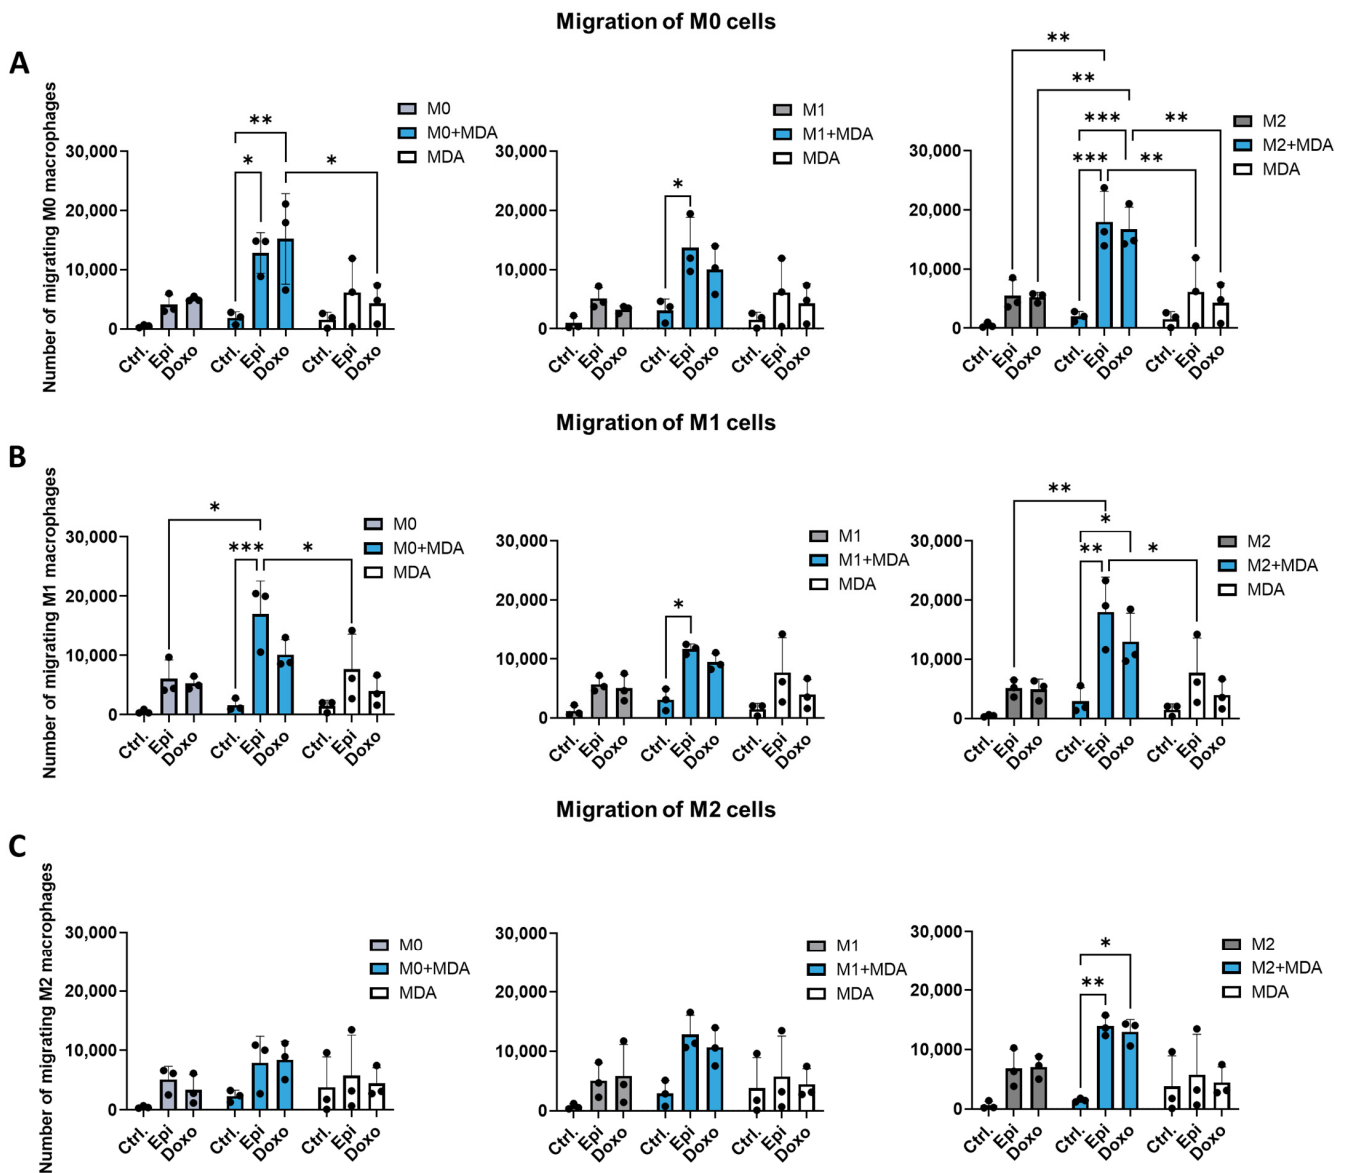 Migration of M0 cells
A
Number of migrating M0 macrophages
30,000
20,000
10,000
0
Ctrl. Epi Doxo Ctrl. Epi Doxo Ctrl. Epi Doxo
* ** *
M0
M0+MDA
MDA
30,000
20,000
10,000
0
Ctrl. Epi Doxo Ctrl. Epi Doxo Ctrl. Epi Doxo
*
M1
M1+MDA
MDA
30,000
20,000
10,000
0
Ctrl. Epi Doxo Ctrl. Epi Doxo Ctrl. Epi Doxo
**
**
*** **
*** **
M2
M2+MDA
MDA
Migration of M1 cells
B
Number of migrating M1 macrophages
30,000
20,000
10,000
0
Ctrl. Epi Doxo Ctrl. Epi Doxo Ctrl. Epi Doxo
*
*** *
M0
M0+MDA
MDA
30,000
20,000
10,000
0
Ctrl. Epi Doxo Ctrl. Epi Doxo Ctrl. Epi Doxo
*
M1
M1+MDA
MDA
30,000
20,000
10,000
0
Ctrl. Epi Doxo Ctrl. Epi Doxo Ctrl. Epi Doxo
**
*
** *
M2
M2+MDA
MDA
Migration of M2 cells
C
Number of migrating M2 macrophages
30,000
20,000
10,000
0
Ctrl. Epi Doxo Ctrl. Epi Doxo Ctrl. Epi Doxo
M0
M0+MDA
MDA
30,000
20,000
10,000
0
Ctrl. Epi Doxo Ctrl. Epi Doxo Ctrl. Epi Doxo
M1
M1+MDA
MDA
30,000
20,000
10,000
0
Ctrl. Epi Doxo Ctrl. Epi Doxo Ctrl. Epi Doxo
*
**
M2
M2+MDA
MDA